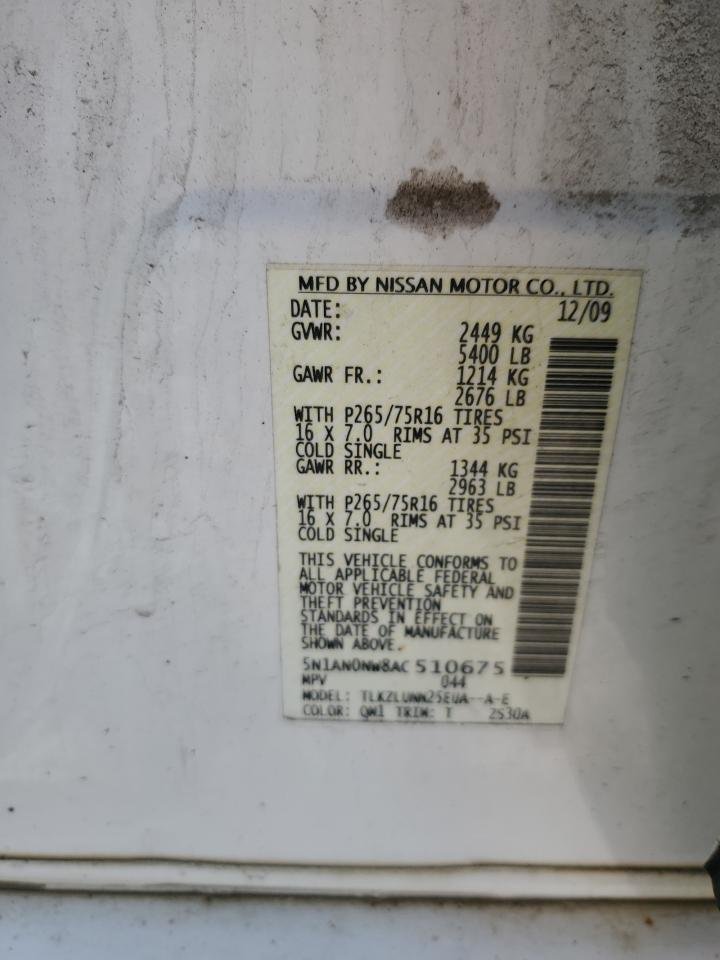 MFD BY NISSAN MOTOR CO., LTD.
DATE: 12/09
GVWR: 2449 KG
5400 LB
GAWR FR.: 1214 KG
2676 LB
WITH P265/75R16 TIRES
16 X 7.0 RIMS AT 35 PSI
COLD SINGLE
GAWR RR.: 1344 KG
2963 LB
WITH P265/75R16 TIRES
16 X 7.0 RIMS AT 35 PSI
COLD SINGLE
THIS VEHICLE CONFORMS TO
ALL APPLICABLE FEDERAL
MOTOR VEHICLE SAFETY AND
THEFT PREVENTION
STANDARDS IN EFFECT ON
THE DATE OF MANUFACTURE
SHOWN ABOVE.
5N1AN0NW8AC510675
MPV 044
MODEL: A-E
COLOR: QW1 TRIM: T